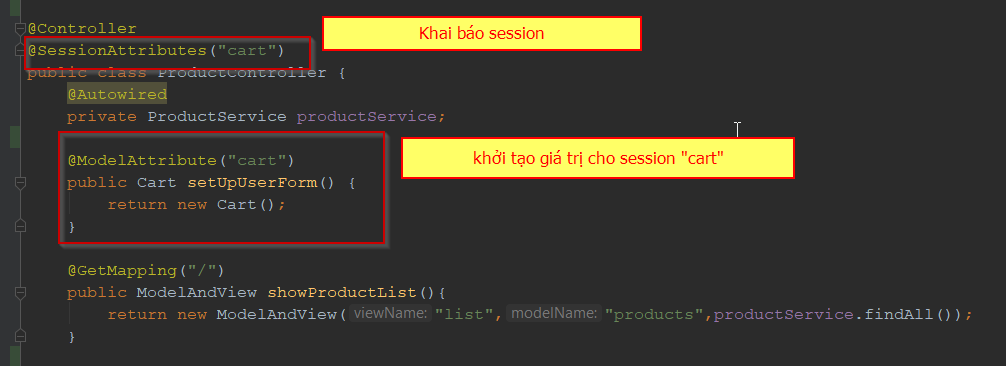 @Controller
Khai báo session
@SessionAttributes("cart")
public class ProductController {
@Autowired
private ProductService productService;
@ModelAttribute("cart")
khởi tạo giá trị cho session "cart"
public Cart setUpUserForm() {
return new Cart();
}
@GetMapping("/")
public ModelAndView showProductList(){
return new ModelAndView( viewName: "list", modelName: "products",productService.findAll());
}